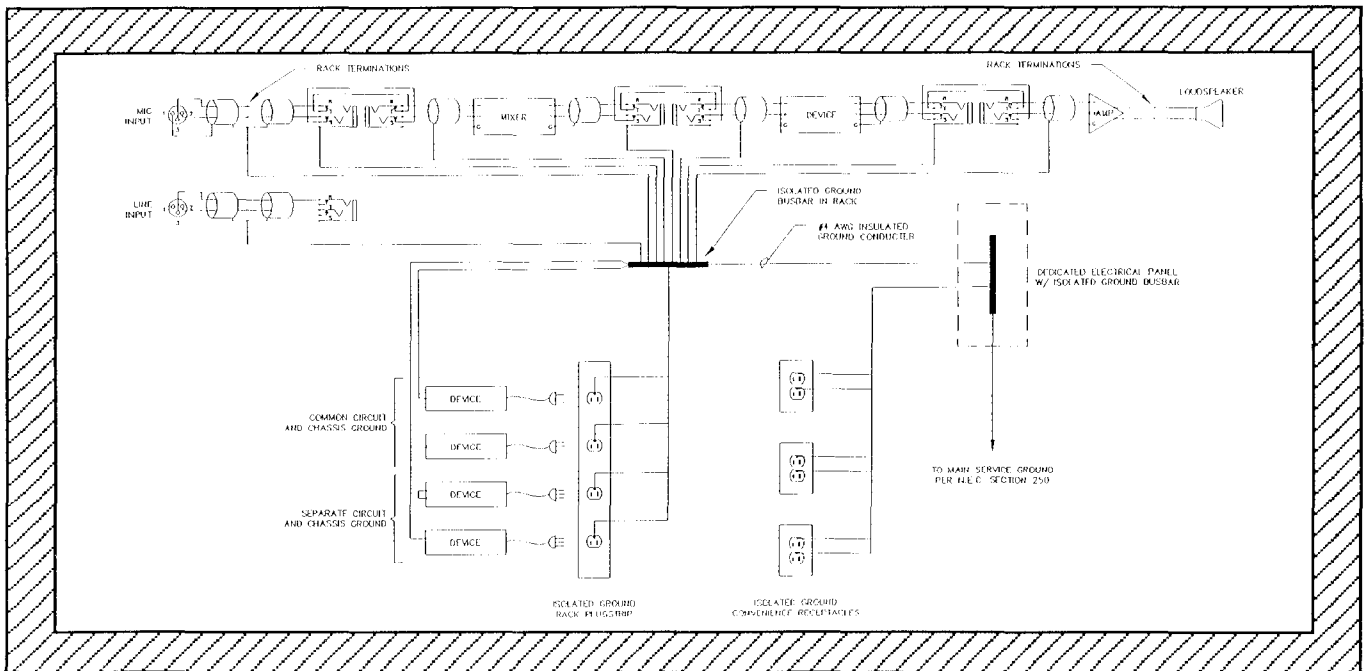 RACK TERMINATIONS
RACK TERMINATIONS
LOUDSPEAKER
MIC
INPUT
MIXER
DEVICE
AMP
LINE
INPUT
ISOLATED GROUND
BUSBAR IN RACK
#4 AWG INSULATED
GROUND CONDUCTER
DEDICATED ELECTRICAL PANEL
W/ ISOLATED GROUND BUSBAR
COMMON CIRCUIT
AND CHASSIS GROUND
DEVICE
DEVICE
SEPARATE CIRCUIT
AND CHASSIS GROUND
DEVICE
DEVICE
TO MAIN SERVICE GROUND
PER N.E.C. SECTION 250
ISOLATED GROUND
RACK PLUGSTRIP
ISOLATED GROUND
CONVENIENCE RECEPTACLES